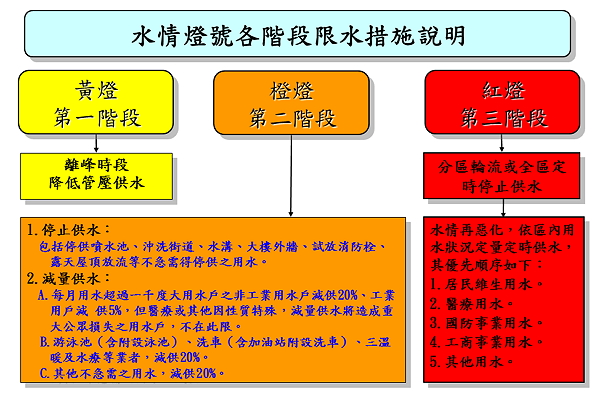 水情燈號各階段限水措施說明
黃燈
第一階段
橙燈
第二階段
紅燈
第三階段
離峰時段
降低管壓供水
分區輪流或全區定
時停止供水
1.停止供水：
包括停供噴水池、沖洗街道、水溝、大樓外牆、試放消防栓、
露天屋頂放流等不急需得停供之用水。
2.減量供水：
A.每月用水超過一千度大用水戶之非工業用水戶減供20%、工業
用戶減 供5%，但醫療或其他因性質特殊，減量供水將造成重
大公眾損失之用水戶，不在此限。
B.游泳池（含附設泳池）、洗車（含加油站附設洗車）、三溫
暖及水療等業者，減供20%。
C.其他不急需之用水，減供20%。
水情再惡化，依區內用
水狀況定量定時供水，
其優先順序如下：
1.居民維生用水。
2.醫療用水。
3.國防事業用水。
4.工商事業用水。
5.其他用水。